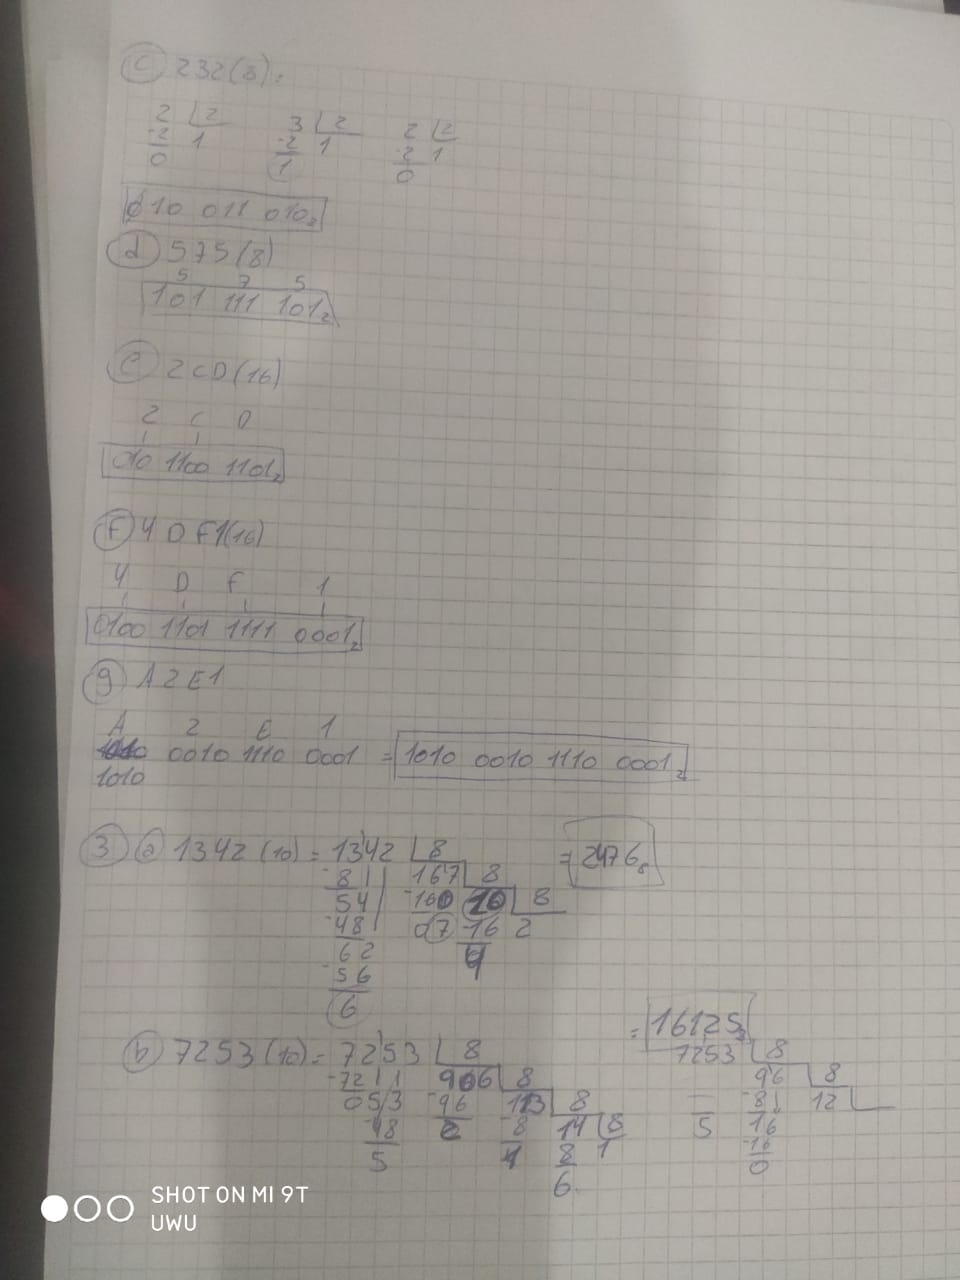 c 232(8):
2 2 3 2 2 2
-2 1 -2 1 -2 1
0 1 0
010 011 010₂
d 575(8)
5 7 5
101 111 101₂
e 2CD(16)
2 C D
010 1100 1101₂
F 4DF1(16)
4 D F 1
0100 1101 1111 0001₂
g A2E1
A 2 E 1
0010 1110 0001 = 1010 0010 1110 0001₂
1010
3 a 1342(10) = 1342 8 = 2476₈
-8 167 8
54 -160 20 8
-48 07 -16 2
62 4
-56
6
= 16125₈
b 7253(10) = 7253 8 7253 8
-72 906 8 96 8
053 -96 113 8 -8 12
-48 2 -8 14 8 5 16
5 1 8 1 -16
6 0
SHOT ON MI 9T
UWU